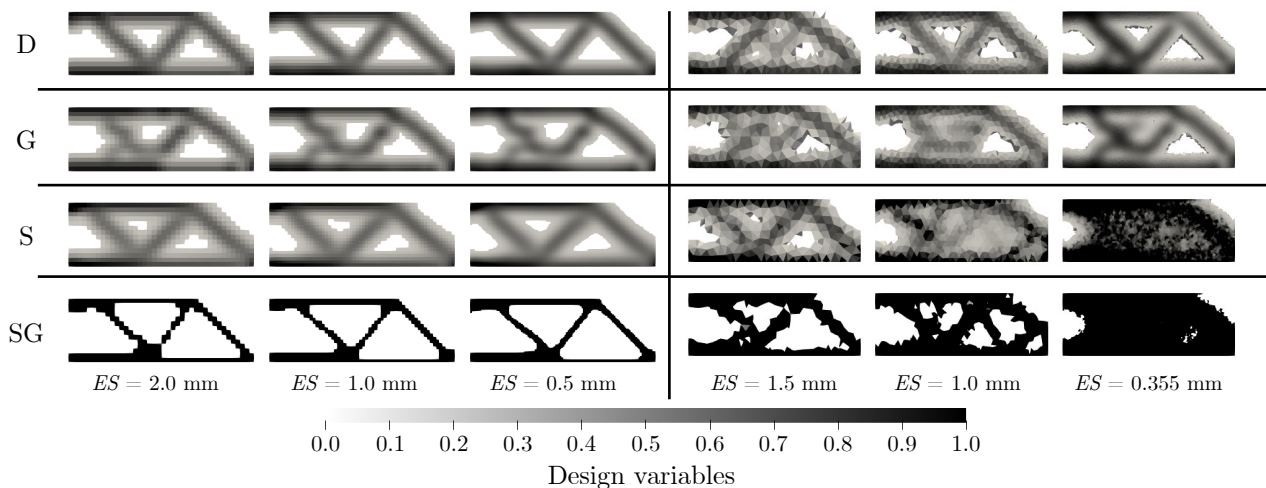 D
G
S
SG
ES = 2.0 mm ES = 1.0 mm ES = 0.5 mm ES = 1.5 mm ES = 1.0 mm ES = 0.355 mm
0.0 0.1 0.2 0.3 0.4 0.5 0.6 0.7 0.8 0.9 1.0
Design variables